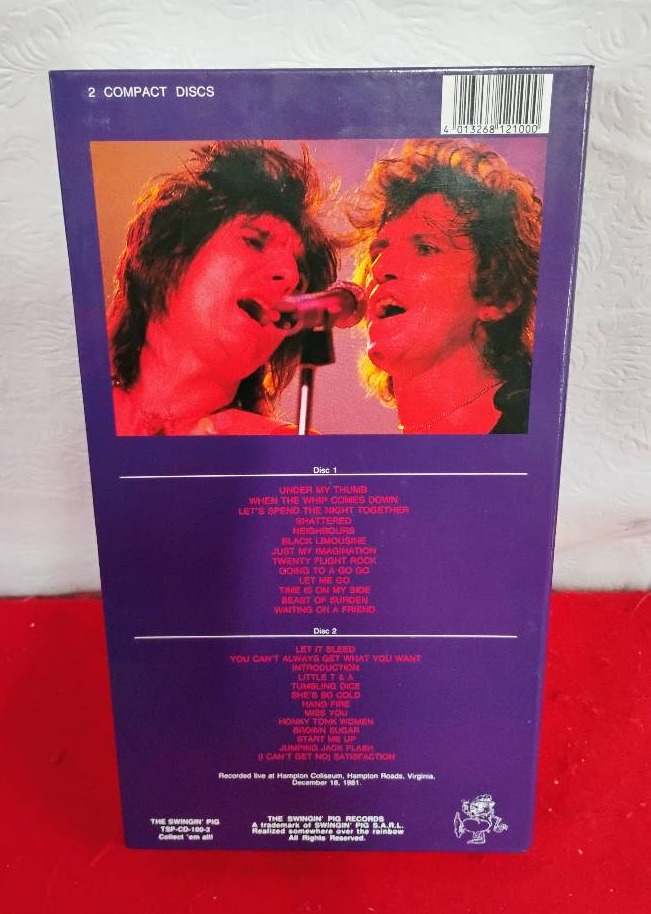 2 COMPACT DISCS
4 013268 121000
Disc 1
UNDER MY THUMB
WHEN THE WHIP COMES DOWN
LET'S SPEND THE NIGHT TOGETHER
SHATTERED
NEIGHBOURS
BLACK LIMOUSINE
JUST MY IMAGINATION
TWENTY FLIGHT ROCK
GOING TO A GO GO
LET ME GO
TIME IS ON MY SIDE
BEAST OF BURDEN
WAITING ON A FRIEND
Disc 2
LET IT BLEED
YOU CAN'T ALWAYS GET WHAT YOU WANT
INTRODUCTION
LITTLE T & A
TUMBLING DICE
SHE'S SO COLD
HANG FIRE
MISS YOU
HONKY TONK WOMEN
BROWN SUGAR
START ME UP
JUMPING JACK FLASH
(I CAN'T GET NO) SATISFACTION
Recorded live at Hampton Coliseum, Hampton Roads, Virginia,
December 18, 1981.
THE SWINGIN' PIG
TSP-CD-100-3
Collect 'em all!
THE SWINGIN' PIG RECORDS
A trademark of SWINGIN' PIG S.A.R.L.
Realized somewhere over the rainbow
All Rights Reserved.